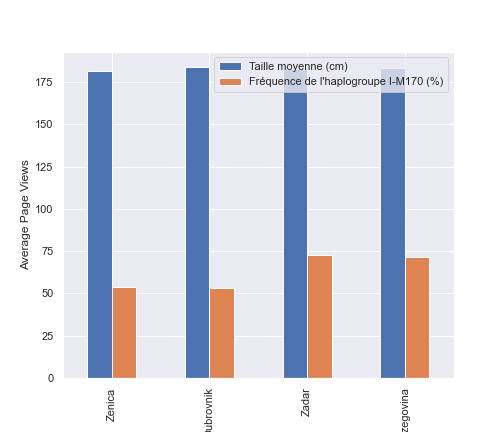 Taille moyenne (cm)
Fréquence de l'haplogroupe I-M170 (%)
Average Page Views
175
150
125
100
75
50
25
0
Zenica
ubrovnik
Zadar
zegovina